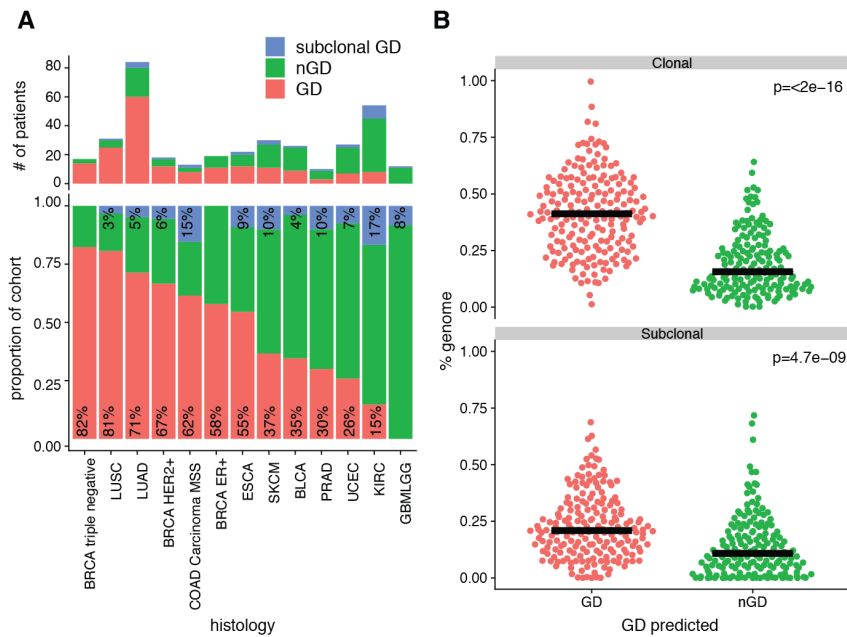 A
subclonal GD
nGD
GD
# of patients
80
60
40
20
0
proportion of cohort
1.00
0.75
0.50
0.25
0.00
3%
5%
6%
15%
9%
10%
4%
10%
7%
17%
8%
82%
81%
71%
67%
62%
58%
55%
37%
35%
30%
26%
15%
BRCA triple negative
LUSC
LUAD
BRCA HER2+
COAD Carcinoma MSS
BRCA ER+
ESCA
SKCM
BLCA
PRAD
UCEC
KIRC
GBMLGG
histology
B
Clonal
p=<2e-16
1.00
0.75
0.50
0.25
0.00
% genome
Subclonal
p=4.7e-09
1.00
0.75
0.50
0.25
0.00
GD
nGD
GD predicted